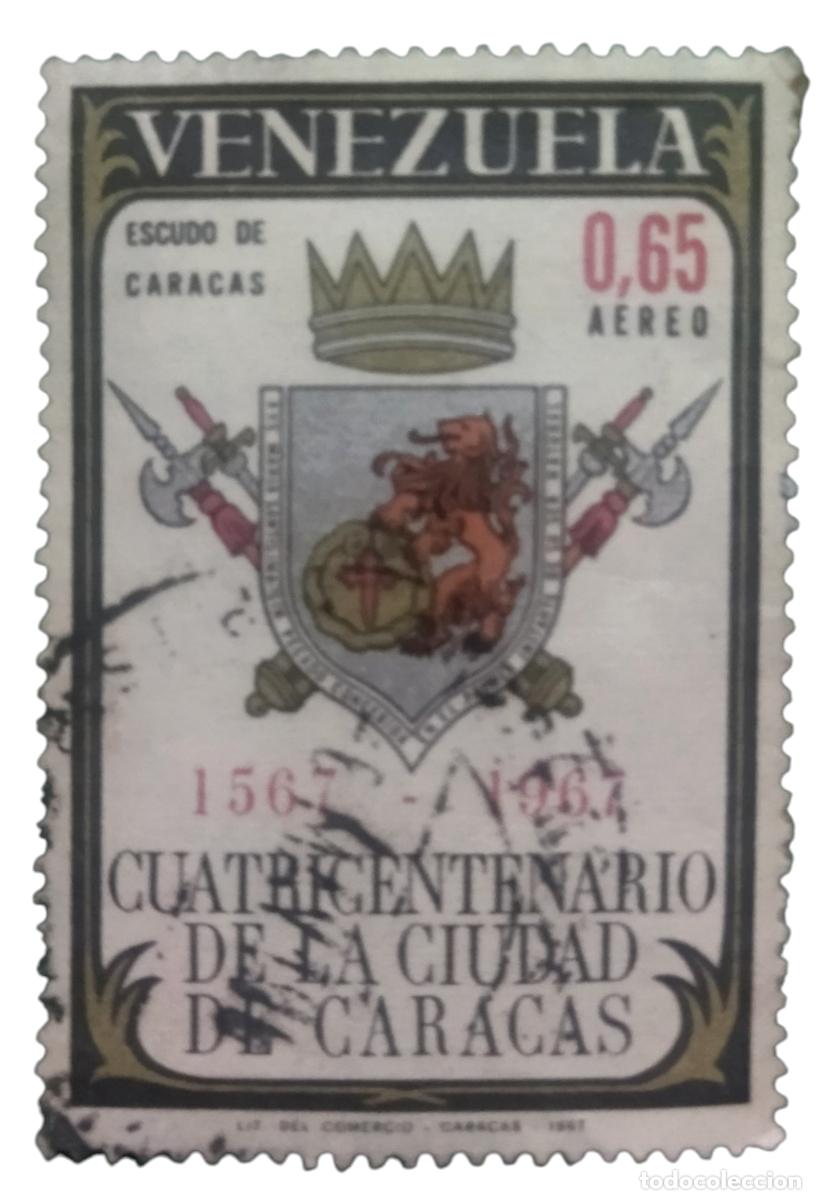 VENEZUELA
ESCUDO DE
CARACAS
0,65
AEREO
1567 - 1967
CUATRICENTENARIO
DE LA CIUDAD
DE CARACAS
LIT. DEL COMERCIO - CARACAS - 1967
todocoleccion